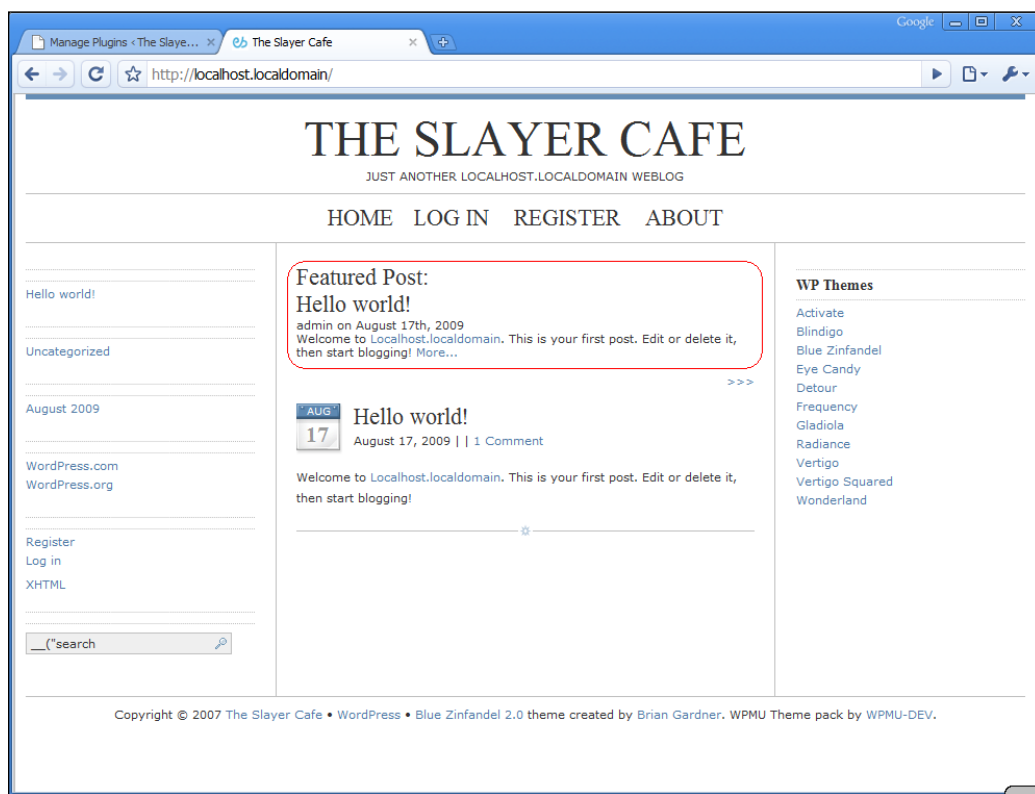 Google
Manage Plugins ‹ The Slaye...
The Slayer Cafe
http://localhost.localdomain/
THE SLAYER CAFE
JUST ANOTHER LOCALHOST.LOCALDOMAIN WEBLOG
HOME LOG IN REGISTER ABOUT
Hello world!
Uncategorized
August 2009
WordPress.com
WordPress.org
Register
Log in
XHTML
__("search
Featured Post:
Hello world!
admin on August 17th, 2009
Welcome to Localhost.localdomain. This is your first post. Edit or delete it,
then start blogging! More...
>>>
AUG
17
Hello world!
August 17, 2009 | | 1 Comment
Welcome to Localhost.localdomain. This is your first post. Edit or delete it,
then start blogging!
WP Themes
Activate
Blindigo
Blue Zinfandel
Eye Candy
Detour
Frequency
Gladiola
Radiance
Vertigo
Vertigo Squared
Wonderland
Copyright © 2007 The Slayer Cafe • WordPress • Blue Zinfandel 2.0 theme created by Brian Gardner. WPMU Theme pack by WPMU-DEV.